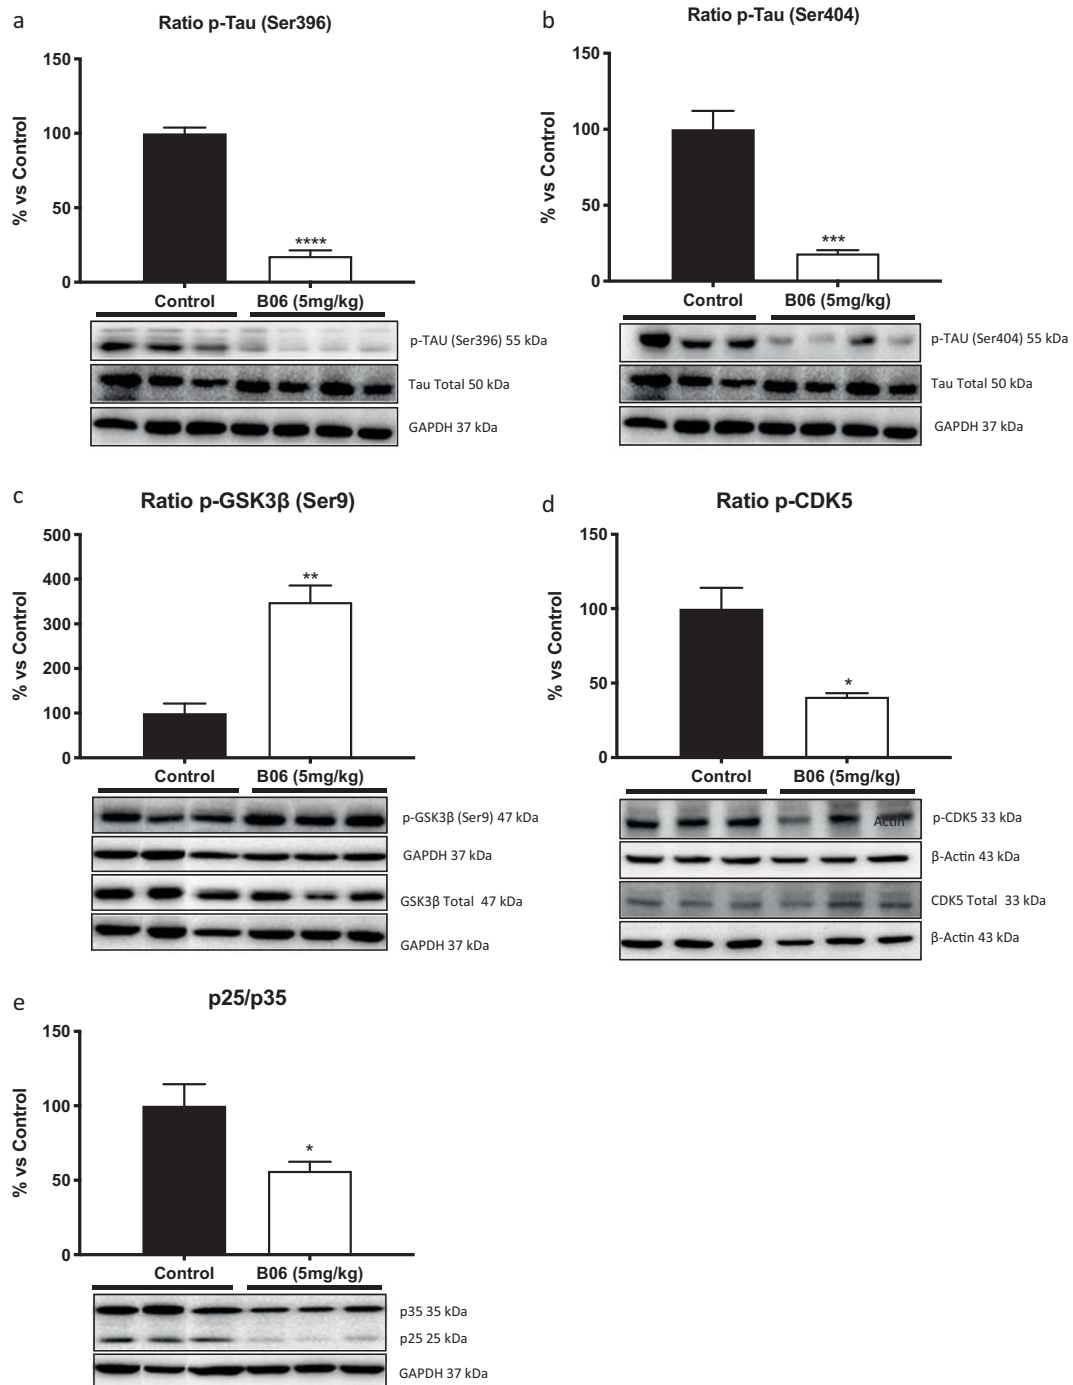 a
Ratio p-Tau (Ser396)
150
100
50
0
% vs Control
****
Control B06 (5mg/kg)
p-TAU (Ser396) 55 kDa
Tau Total 50 kDa
GAPDH 37 kDa
b
Ratio p-Tau (Ser404)
150
100
50
0
% vs Control
***
Control B06 (5mg/kg)
p-TAU (Ser404) 55 kDa
Tau Total 50 kDa
GAPDH 37 kDa
c
Ratio p-GSK3β (Ser9)
500
400
300
200
100
0
% vs Control
**
Control B06 (5mg/kg)
p-GSK3β (Ser9) 47 kDa
GAPDH 37 kDa
GSK3β Total 47 kDa
GAPDH 37 kDa
d
Ratio p-CDK5
150
100
50
0
% vs Control
*
Control B06 (5mg/kg)
Actin
p-CDK5 33 kDa
β-Actin 43 kDa
CDK5 Total 33 kDa
β-Actin 43 kDa
e
p25/p35
150
100
50
0
% vs Control
*
Control B06 (5mg/kg)
p35 35 kDa
p25 25 kDa
GAPDH 37 kDa